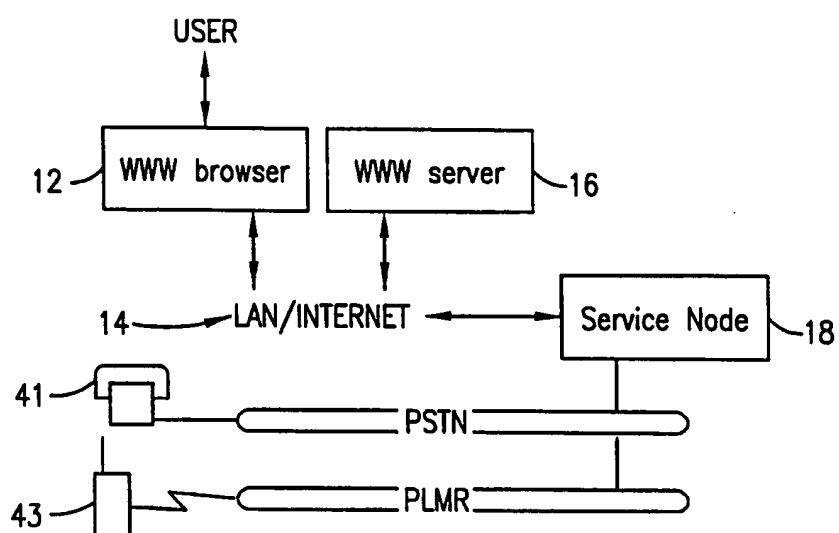 USER
12
WWW browser
WWW server
16
14
LAN/INTERNET
Service Node
18
41
PSTN
43
PLMR